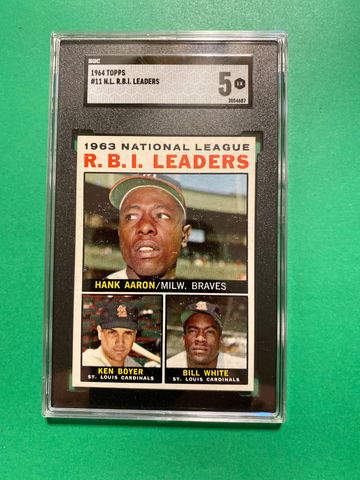 SGC
1964 TOPPS
#11 N.L. R.B.I. LEADERS
5 EX
2054687
1963 NATIONAL LEAGUE
R.B.I. LEADERS
HANK AARON/MILW. BRAVES
KEN BOYER
ST. LOUIS CARDINALS
BILL WHITE
ST. LOUIS CARDINALS